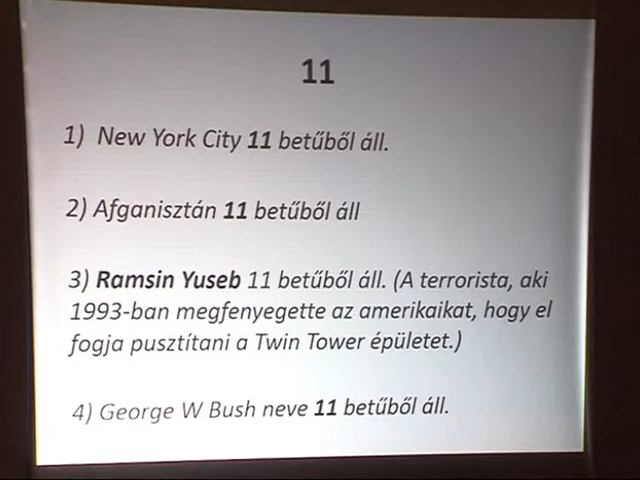 11
1) New York City 11 betűből áll.
2) Afganisztán 11 betűből áll
3) Ramsin Yuseb 11 betűből áll. (A terrorista, aki
1993-ban megfenyegette az amerikaikat, hogy el
fogja pusztítani a Twin Tower épületet.)
4) George W Bush neve 11 betűből áll.